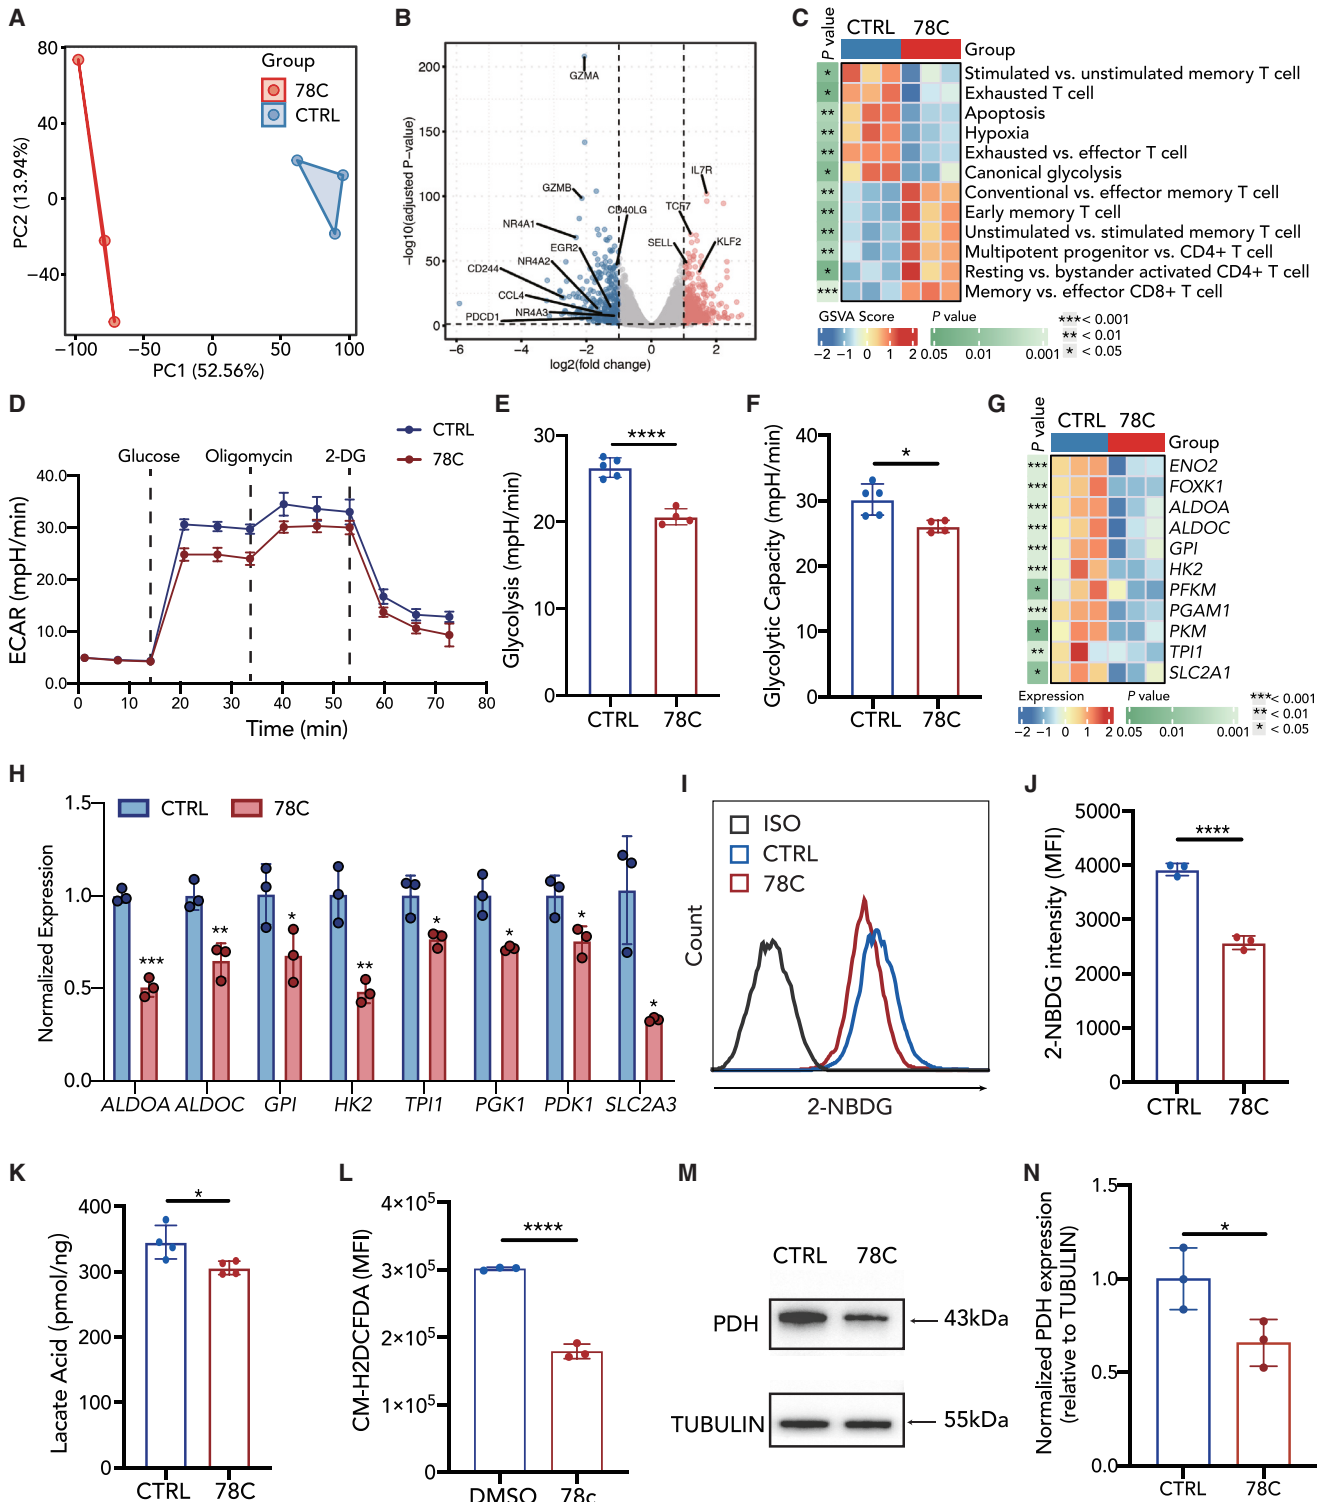 A
80
40
0
−40
PC2 (13.94%)
−100
−50
0
50
100
PC1 (52.56%)
Group
78C
CTRL
B
200
150
100
50
0
−log10(adjusted P−value)
GZMA
GZMB
NR4A1
EGR2
CD40LG
NR4A2
CD244
CCL4
NR4A3
PDCD1
IL7R
TCF7
SELL
KLF2
−6
−4
−2
0
2
log2(fold change)
C
P value
CTRL
78C
Group
* Stimulated vs. unstimulated memory T cell
* Exhausted T cell
** Apoptosis
** Hypoxia
** Exhausted vs. effector T cell
* Canonical glycolysis
** Conventional vs. effector memory T cell
** Early memory T cell
** Unstimulated vs. stimulated memory T cell
** Multipotent progenitor vs. CD4+ T cell
* Resting vs. bystander activated CD4+ T cell
*** Memory vs. effector CD8+ T cell
GSVA Score
−2 −1 0 1 2
P value
0.05 0.01 0.001
***< 0.001
** < 0.01
* < 0.05
D
CTRL
78C
Glucose
Oligomycin
2-DG
40.0
30.0
20.0
10.0
0.0
ECAR (mpH/min)
0 10 20 30 40 50 60 70 80
Time (min)
E
30
20
10
0
Glycolysis (mpH/min)
****
CTRL 78C
F
40
30
20
10
0
Glycolytic Capacity (mpH/min)
*
CTRL 78C
G
P value
CTRL 78C
Group
*** ENO2
*** FOXK1
*** ALDOA
*** ALDOC
*** GPI
*** HK2
* PFKM
*** PGAM1
* PKM
** TPI1
* SLC2A1
Expression
−2 −1 0 1 2
P value
0.05 0.01 0.001
***< 0.001
** < 0.01
* < 0.05
H
CTRL
78C
1.5
1.0
0.5
0.0
Normalized Expression
***
**
*
**
*
*
*
*
ALDOA ALDOC GPI HK2 TPI1 PGK1 PDK1 SLC2A3
I
ISO
CTRL
78C
Count
2-NBDG
J
5000
4000
3000
2000
1000
0
2-NBDG intensity (MFI)
****
CTRL 78C
K
400
300
200
100
0
Lacate Acid (pmol/ng)
*
CTRL 78C
L
4×10⁵
3×10⁵
2×10⁵
1×10⁵
0
CM-H2DCFDA (MFI)
****
DMSO 78c
M
CTRL 78C
PDH
43kDa
TUBULIN
55kDa
N
1.5
1.0
0.5
0.0
Normalized PDH expression
(relative to TUBULIN)
*
CTRL 78C